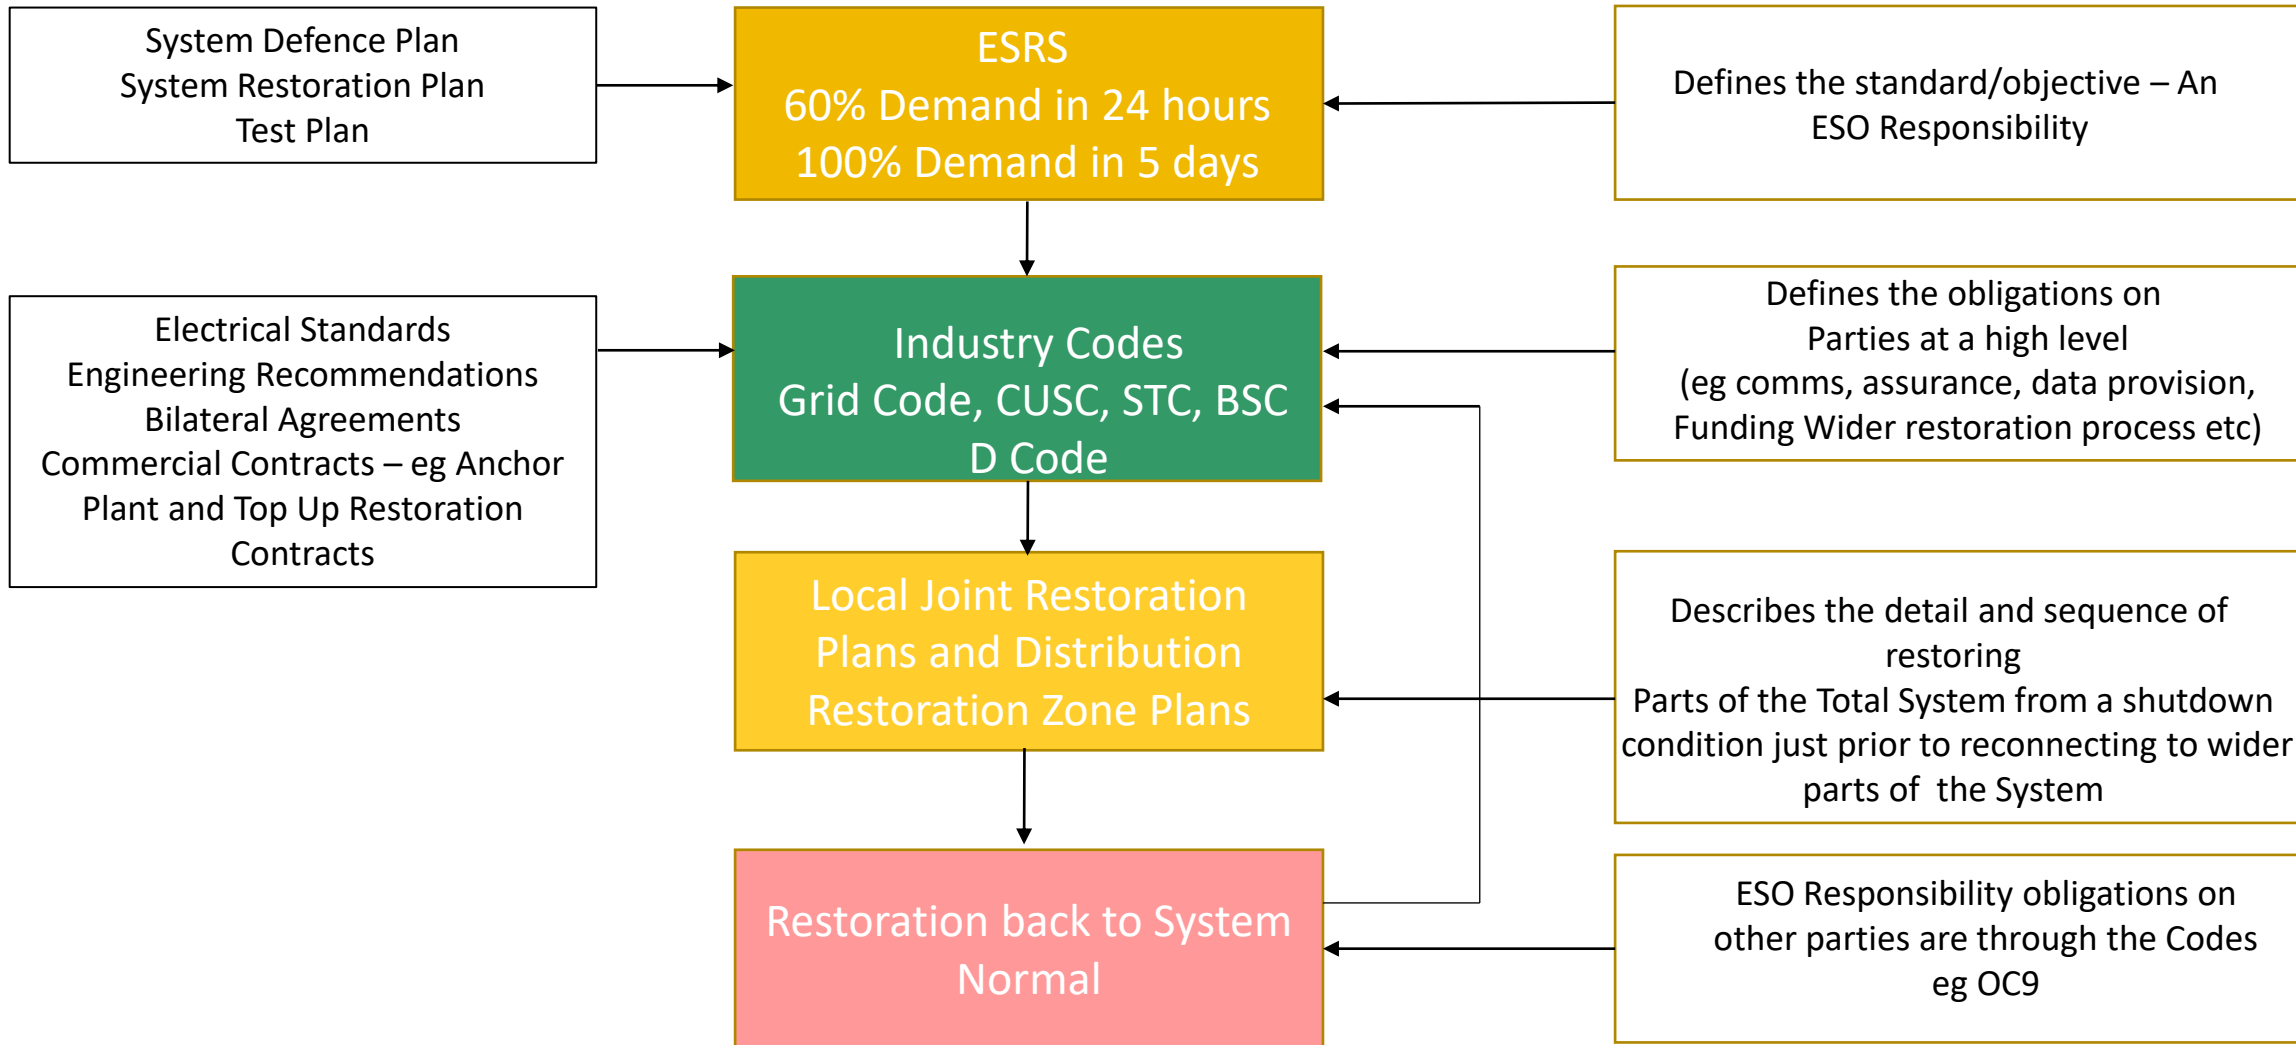 System Defence Plan
System Restoration Plan
Test Plan
ESRS
60% Demand in 24 hours
100% Demand in 5 days
Defines the standard/objective – An
ESO Responsibility
Electrical Standards
Engineering Recommendations
Bilateral Agreements
Commercial Contracts – eg Anchor
Plant and Top Up Restoration
Contracts
Industry Codes
Grid Code, CUSC, STC, BSC
D Code
Defines the obligations on
Parties at a high level
(eg comms, assurance, data provision,
Funding Wider restoration process etc)
Local Joint Restoration
Plans and Distribution
Restoration Zone Plans
Describes the detail and sequence of
restoring
Parts of the Total System from a shutdown
condition just prior to reconnecting to wider
parts of the System
Restoration back to System
Normal
ESO Responsibility obligations on
other parties are through the Codes
eg OC9